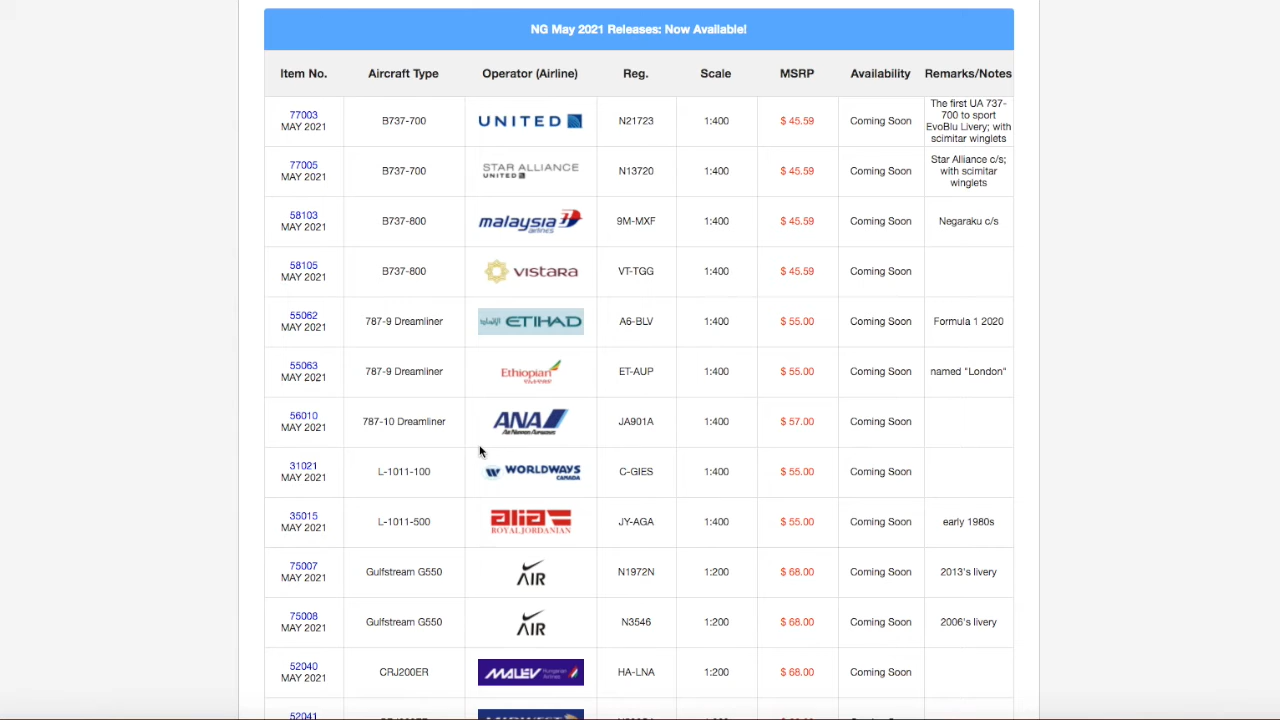 NG May 2021 Releases: Now Available!
Item No. Aircraft Type Operator (Airline) Reg. Scale MSRP Availability Remarks/Notes
77003
MAY 2021
B737-700
UNITED
N21723
1:400
$ 45.59
Coming Soon
The first UA 737-
700 to sport
EvoBlu Livery; with
scimitar winglets
77005
MAY 2021
B737-700
STAR ALLIANCE
UNITED
N13720
1:400
$ 45.59
Coming Soon
Star Alliance c/s;
with scimitar
winglets
58103
MAY 2021
B737-800
malaysia
airlines
9M-MXF
1:400
$ 45.59
Coming Soon
Negaraku c/s
58105
MAY 2021
B737-800
VISTARA
VT-TGG
1:400
$ 45.59
Coming Soon
55062
MAY 2021
787-9 Dreamliner
ETIHAD
A6-BLV
1:400
$ 55.00
Coming Soon
Formula 1 2020
55063
MAY 2021
787-9 Dreamliner
Ethiopian
ET-AUP
1:400
$ 55.00
Coming Soon
named "London"
56010
MAY 2021
787-10 Dreamliner
ANA
All Nippon Airways
JA901A
1:400
$ 57.00
Coming Soon
31021
MAY 2021
L-1011-100
W WORLDWAYS
CANADA
C-GIES
1:400
$ 55.00
Coming Soon
35015
MAY 2021
L-1011-500
alia
ROYAL JORDANIAN
JY-AGA
1:400
$ 55.00
Coming Soon
early 1980s
75007
MAY 2021
Gulfstream G550
AIR
N1972N
1:200
$ 68.00
Coming Soon
2013's livery
75008
MAY 2021
Gulfstream G550
AIR
N3546
1:200
$ 68.00
Coming Soon
2006's livery
52040
MAY 2021
CRJ200ER
MALEV Hungarian
Airlines
HA-LNA
1:200
$ 68.00
Coming Soon
52041